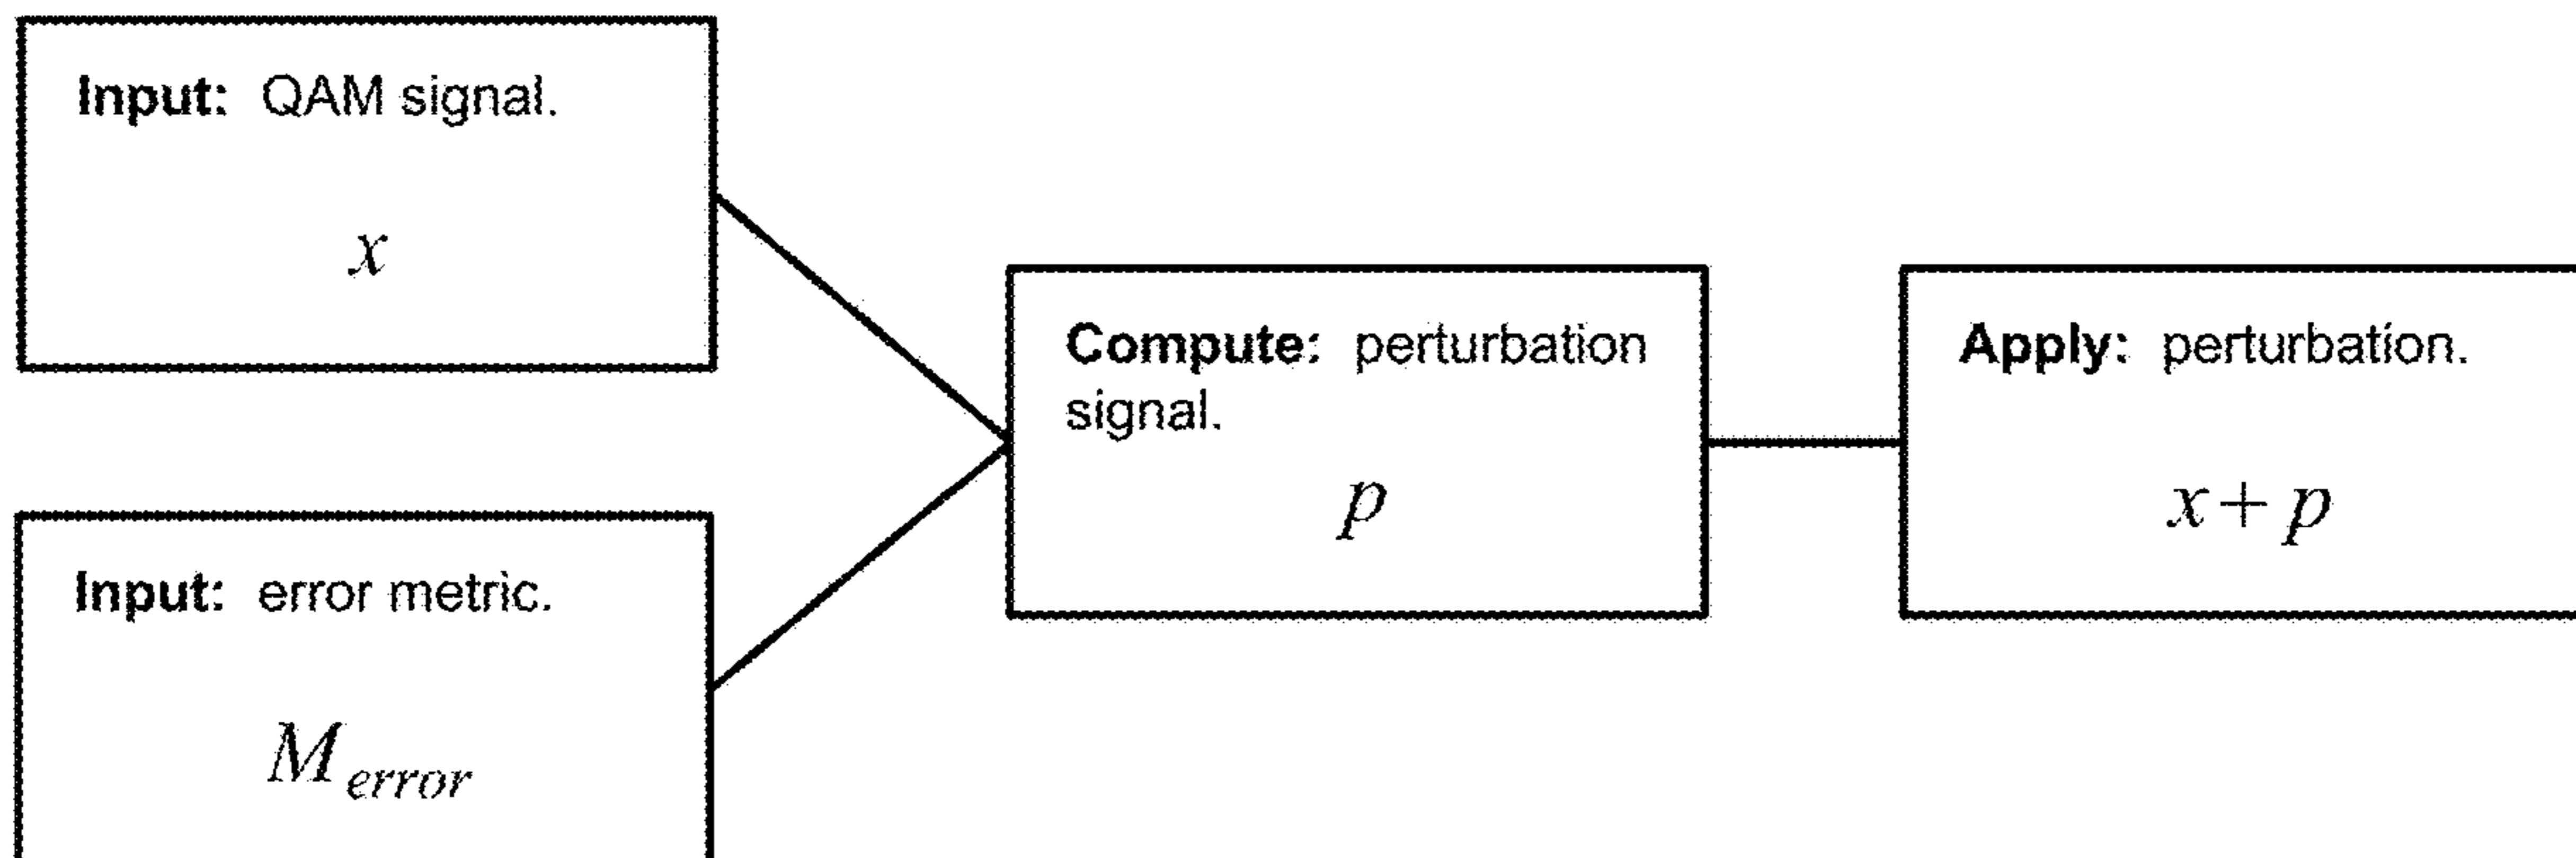 Input: QAM signal.
x
Input: error metric.
M_error
Compute: perturbation
signal.
p
Apply: perturbation.
x + p